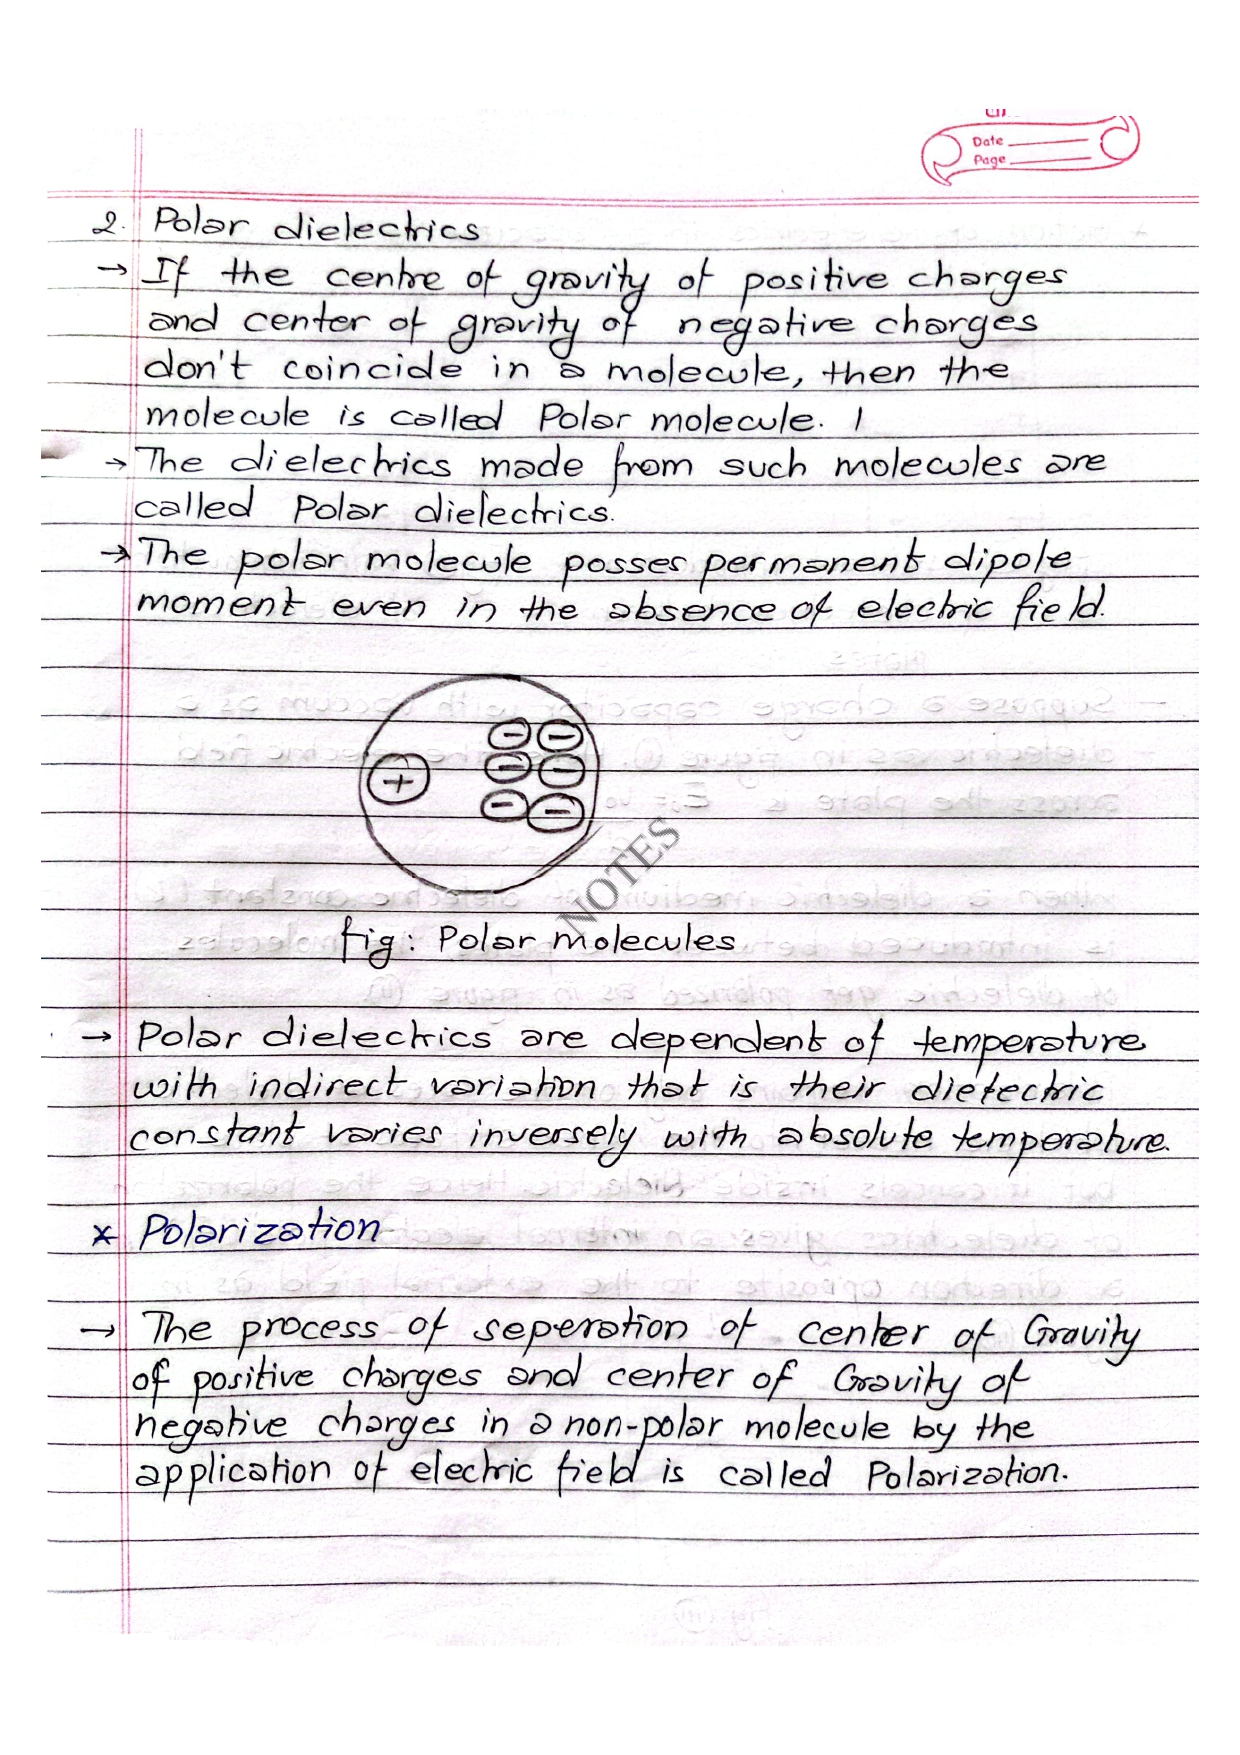 Date
Page
2. Polar dielectrics
→ If the centre of gravity of positive charges
and center of gravity of negative charges
don't coincide in a molecule, then the
molecule is called Polar molecule.
→ The dielectrics made from such molecules are
called Polar dielectrics.
→ The polar molecule posses permanent dipole
moment even in the absence of electric field.
- -
+ - -
- -
NOTES
fig: Polar molecules
→ Polar dielectrics are dependent of temperature
with indirect variation that is their dielectric
constant varies inversely with absolute temperature.
* Polarization
→ The process of seperation of center of Gravity
of positive charges and center of Gravity of
negative charges in a non-polar molecule by the
application of electric field is called Polarization.